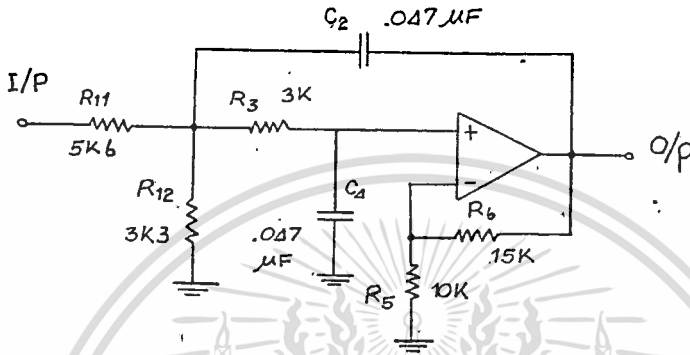 C2 .047 µF
I/P
R11
5K6
R3 3K
R12
3K3
C4
.047
µF
+
-
R6
15K
R5 10K
O/P